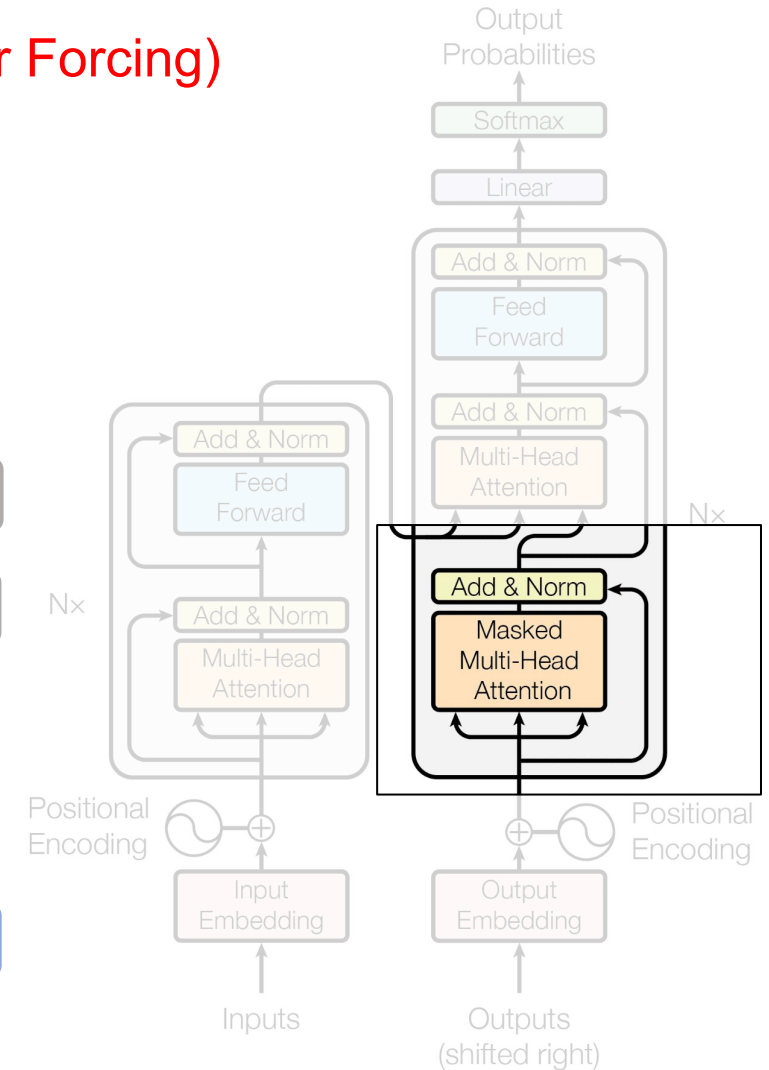 r Forcing)
Output
Probabilities
Softmax
Linear
Add & Norm
Feed
Forward
Add & Norm
Multi-Head
Attention
Nx
Add & Norm
Masked
Multi-Head
Attention
Add & Norm
Feed
Forward
Nx
Add & Norm
Multi-Head
Attention
Positional
Encoding
Positional
Encoding
Input
Embedding
Output
Embedding
Inputs
Outputs
(shifted right)